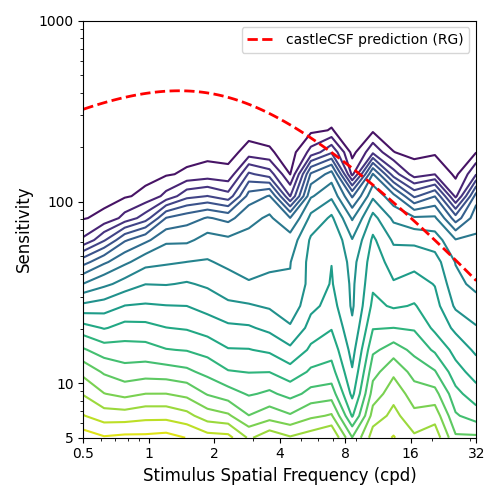 1000
castleCSF prediction (RG)
100
Sensitivity
10
5
0.5 1 2 4 8 16 32
Stimulus Spatial Frequency (cpd)